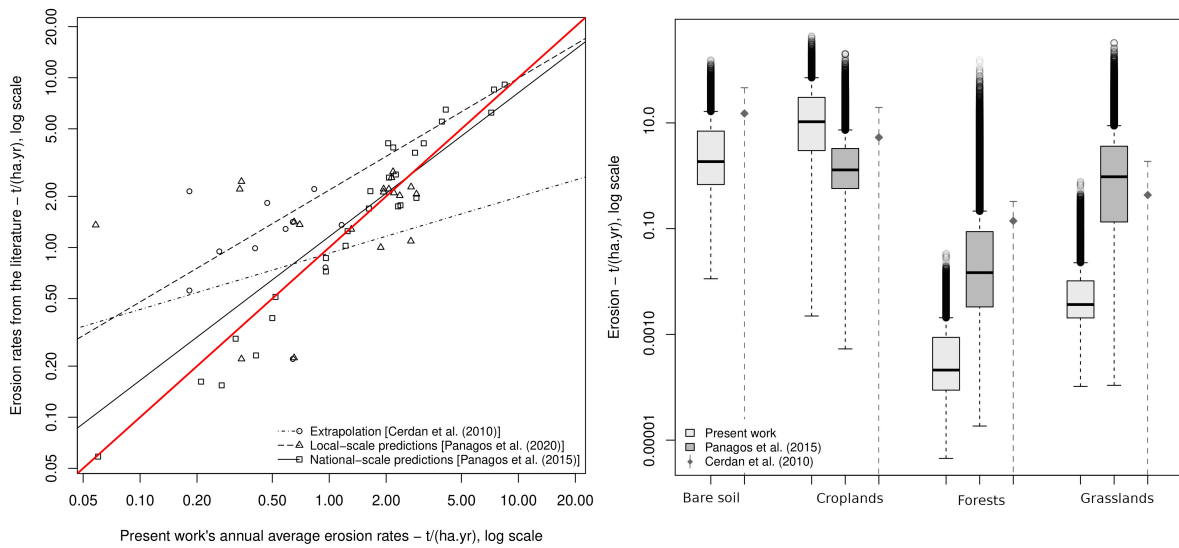 Erosion rates from the literature − t/(ha.yr), log scale
20.00
10.00
5.00
2.00
1.00
0.50
0.20
0.10
0.05
Extrapolation [Cerdan et al. (2010)]
Local−scale predictions [Panagos et al. (2020)]
National−scale predictions [Panagos et al. (2015)]
0.05 0.10 0.20 0.50 1.00 2.00 5.00 10.00 20.00
Present work's annual average erosion rates − t/(ha.yr), log scale
Erosion − t/(ha.yr), log scale
10.0
0.10
0.0010
0.00001
Present work
Panagos et al. (2015)
Cerdan et al. (2010)
Bare soil Croplands Forests Grasslands